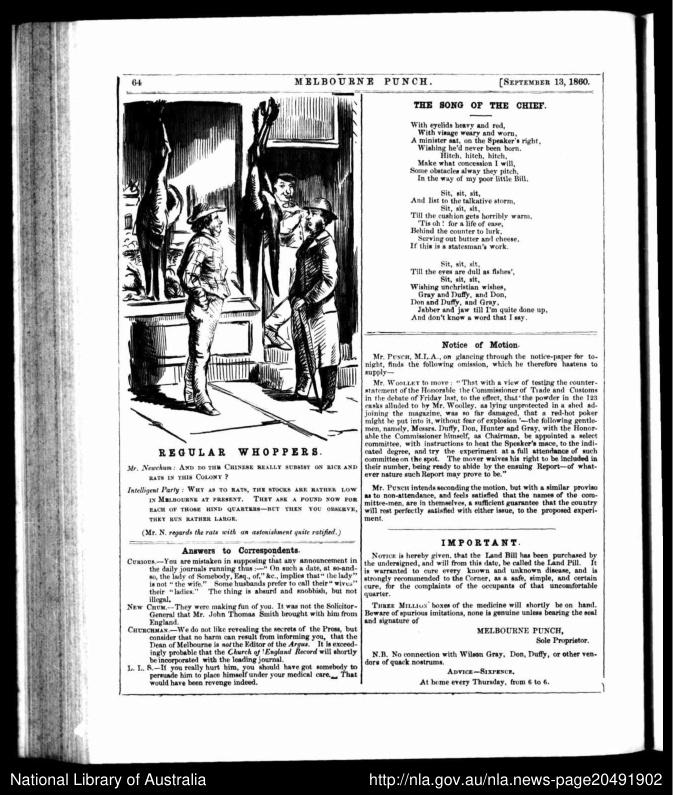 64
MELBOURNE PUNCH.
[SEPTEMBER 13, 1860.
REGULAR WHOPPERS.
Mr. Newchum: AND DO THE CHINESE REALLY SUBSIST ON RICE AND
RATS IN THIS COLONY?
Intelligent Party: WHY AS TO RATS, THE STOCKS ARE RATHER LOW
IN MELBOURNE AT PRESENT. THEY ASK A POUND NOW FOR
EACH OF THOSE HIND QUARTERS—BUT THEN YOU OBSERVE,
THEY RUN RATHER LARGE.
(Mr. N. regards the rats with an astonishment quite ratified.)
Answers to Correspondents.
CURIOUS.—You are mistaken in supposing that any announcement in
the daily journals running thus:—"On such a date, at so-and-
so, the lady of Somebody, Esq., of," &c., implies that "the lady"
is not "the wife." Some husbands prefer to call their "wives"
their "ladies." The thing is absurd and snobbish, but not
illegal.
NEW CHUM.—They were making fun of you. It was not the Solicitor-
General that Mr. John Thomas Smith brought with him from
England.
CHURCHMAN.—We do not like revealing the secrets of the Press, but
consider that no harm can result from informing you, that the
Dean of Melbourne is not the Editor of the Argus. It is exceed-
ingly probable that the Church of England Record will shortly
be incorporated with the leading journal.
L. L. S.—If you really hurt him, you should have got somebody to
persuade him to place himself under your medical care. That
would have been revenge indeed.
THE SONG OF THE CHIEF.
With eyelids heavy and red,
With visage weary and worn,
A minister sat, on the Speaker's right,
Wishing he'd never been born.
Hitch, hitch, hitch,
Make what concession I will,
Some obstacles alway they pitch,
In the way of my poor little Bill.
Sit, sit, sit,
And list to the talkative storm,
Sit, sit, sit,
Till the cushion gets horribly warm,
'Tis oh! for a life of ease,
Behind the counter to lurk,
Serving out butter and cheese,
If this is a statesman's work.
Sit, sit, sit,
Till the eyes are dull as fishes',
Sit, sit, sit,
Wishing unchristian wishes,
Gray and Duffy, and Don,
Don and Duffy, and Gray,
Jabber and jaw till I'm quite done up,
And don't know a word that I say.
Notice of Motion.
Mr. PUNCH, M.L.A., on glancing through the notice-paper for to-
night, finds the following omission, which he therefore hastens to
supply—
Mr. WOOLLEY to move: "That with a view of testing the counter-
statement of the Honorable the Commissioner of Trade and Customs
in the debate of Friday last, to the effect, that 'the powder in the 123
casks alluded to by Mr. Woolley, as lying unprotected in a shed ad-
joining the magazine, was so far damaged, that a red-hot poker
might be put into it, without fear of explosion'—the following gentle-
men, namely, Messrs. Duffy, Don, Hunter and Gray, with the Honor-
able the Commissioner himself, as Chairman, be appointed a select
committee, with instructions to heat the Speaker's mace, to the indi-
cated degree, and try the experiment at a full attendance of such
committee on the spot. The mover waives his right to be included in
their number, being ready to abide by the ensuing Report—of what-
ever nature such Report may prove to be."
Mr. PUNCH intends seconding the motion, but with a similar proviso
as to non-attendance, and feels satisfied that the names of the com-
mittee-men, are in themselves, a sufficient guarantee that the country
will rest perfectly satisfied with either issue, to the proposed experi-
ment.
IMPORTANT.
NOTICE is hereby given, that the Land Bill has been purchased by
the undersigned, and will from this date, be called the Land Pill. It
is warranted to cure every known and unknown disease, and is
strongly recommended to the Corner, as a safe, simple, and certain
cure, for the complaints of the occupants of that uncomfortable
quarter.
THREE MILLION boxes of the medicine will shortly be on hand.
Beware of spurious imitations, none is genuine unless bearing the seal
and signature of
MELBOURNE PUNCH,
Sole Proprietor.
N.B. No connection with Wilson Gray, Don, Duffy, or other ven-
dors of quack nostrums.
ADVICE—SIXPENCE.
At home every Thursday, from 6 to 6.
National Library of Australia
http://nla.gov.au/nla.news-page20491902